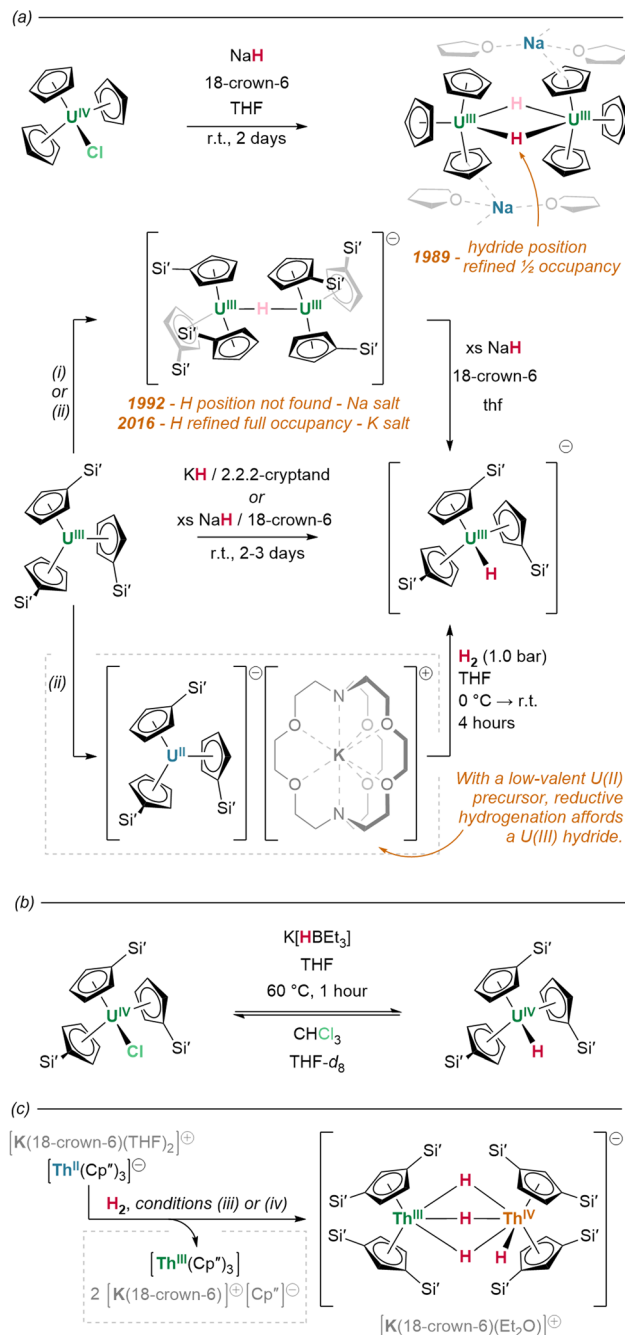 (a)
NaH
18-crown-6
THF
r.t., 2 days
U^IV
Cl
O
Na
O
U^III
H
H
U^III
O
Na
O
1989 - hydride position
refined ½ occupancy
Si′
Si′
Si′
U^III
H
U^III
Si′
Si′
Si′
⊖
1992 - H position not found - Na salt
2016 - H refined full occupancy - K salt
(i)
or
(ii)
xs NaH
18-crown-6
thf
KH / 2.2.2-cryptand
or
xs NaH / 18-crown-6
r.t., 2-3 days
Si′
U^III
Si′
Si′
⊖
Si′
U^III
H
Si′
Si′
(ii)
⊖
Si′
U^II
Si′
Si′
⊕
N
O
O
O
K
O
O
O
N
H₂ (1.0 bar)
THF
0 °C → r.t.
4 hours
With a low-valent U(II)
precursor, reductive
hydrogenation affords
a U(III) hydride.
(b)
Si′
U^IV
Cl
Si′
Si′
K[HBEt₃]
THF
60 °C, 1 hour
CHCl₃
THF-d₈
Si′
U^IV
H
Si′
Si′
(c)
[K(18-crown-6)(THF)₂]⊕
[Th^II(Cp″)₃]⊖
H₂, conditions (iii) or (iv)
[Th^III(Cp″)₃]
2 [K(18-crown-6)]⊕[Cp″]⊖
⊖
Si′
Si′
Si′
Si′
H
Th^III
H
Th^IV
H
H
Si′
Si′
Si′
Si′
[K(18-crown-6)(Et₂O)]⊕